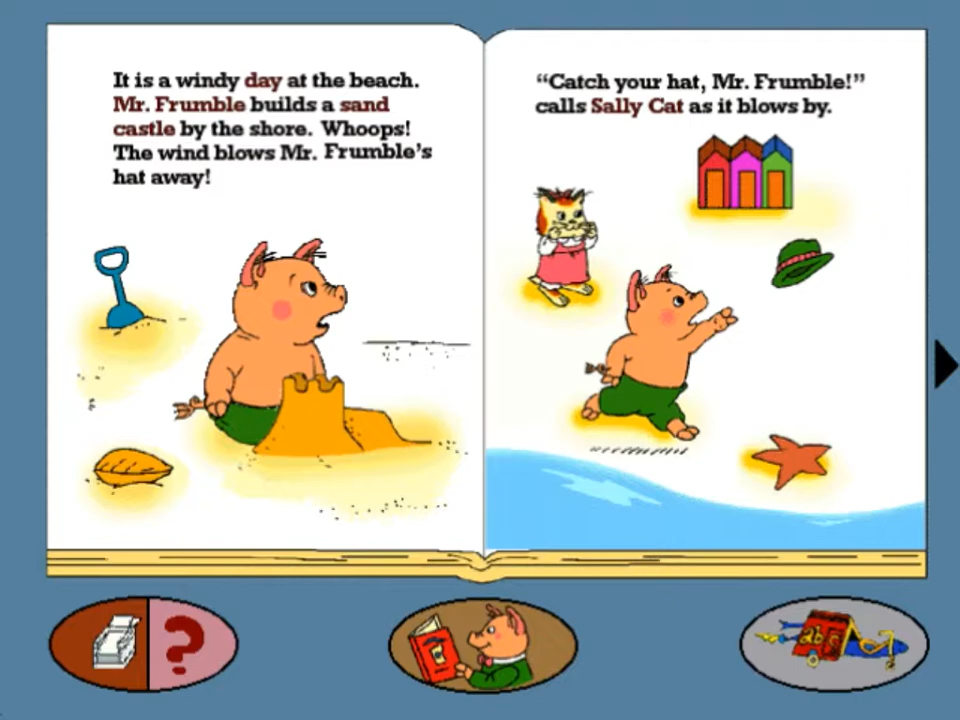 It is a windy day at the beach.
Mr. Frumble builds a sand
castle by the shore. Whoops!
The wind blows Mr. Frumble's
hat away!
“Catch your hat, Mr. Frumble!”
calls Sally Cat as it blows by.
?
abc